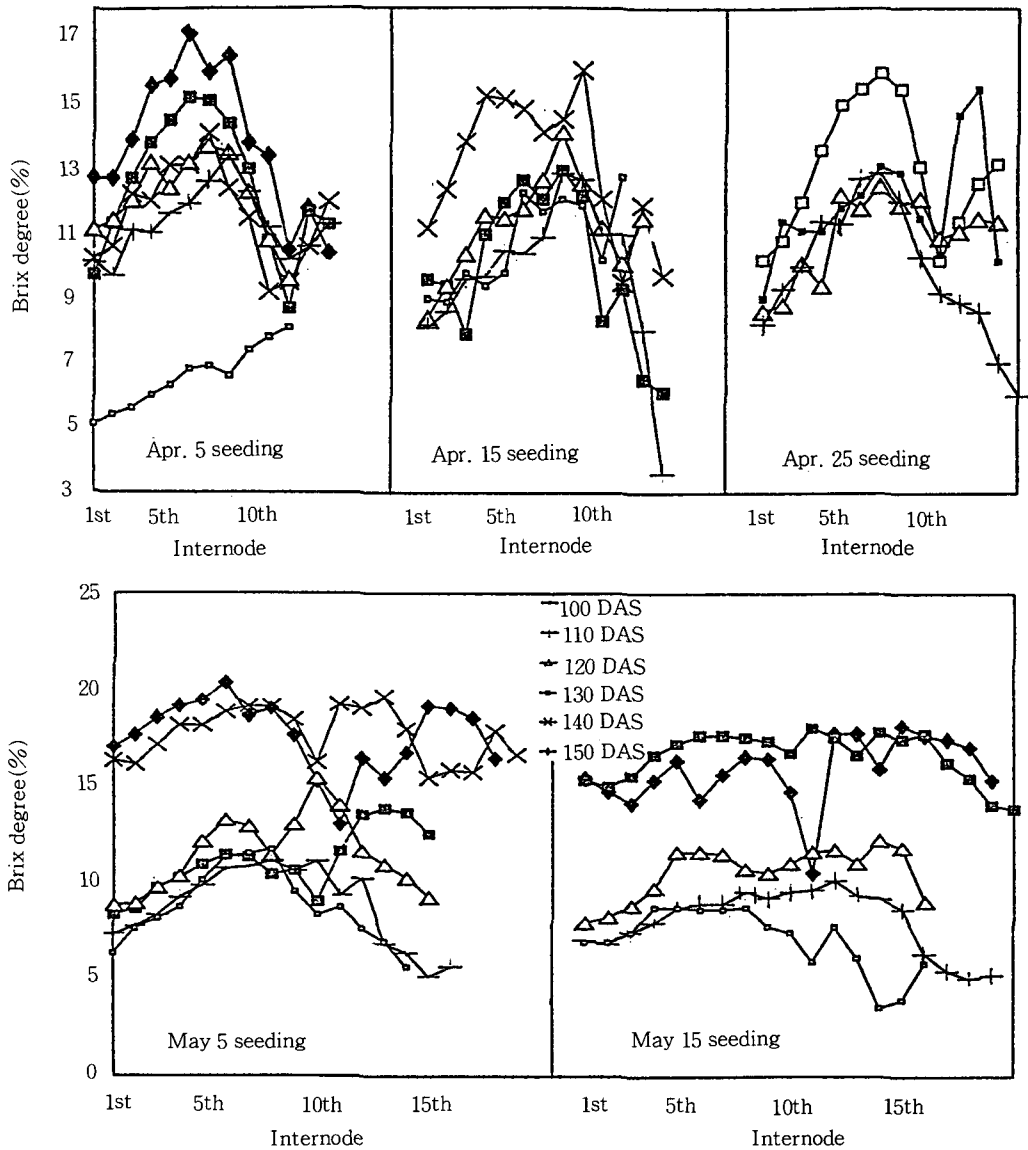 17
15
13
11
9
7
5
3
Brix degree(%)
Apr. 5 seeding
Apr. 15 seeding
Apr. 25 seeding
1st 5th 10th
1st 5th 10th
1st 5th 10th
Internode
Internode
Internode
25
20
15
10
5
0
Brix degree(%)
100 DAS
110 DAS
120 DAS
130 DAS
140 DAS
150 DAS
May 5 seeding
May 15 seeding
1st 5th 10th 15th
1st 5th 10th 15th
Internode
Internode